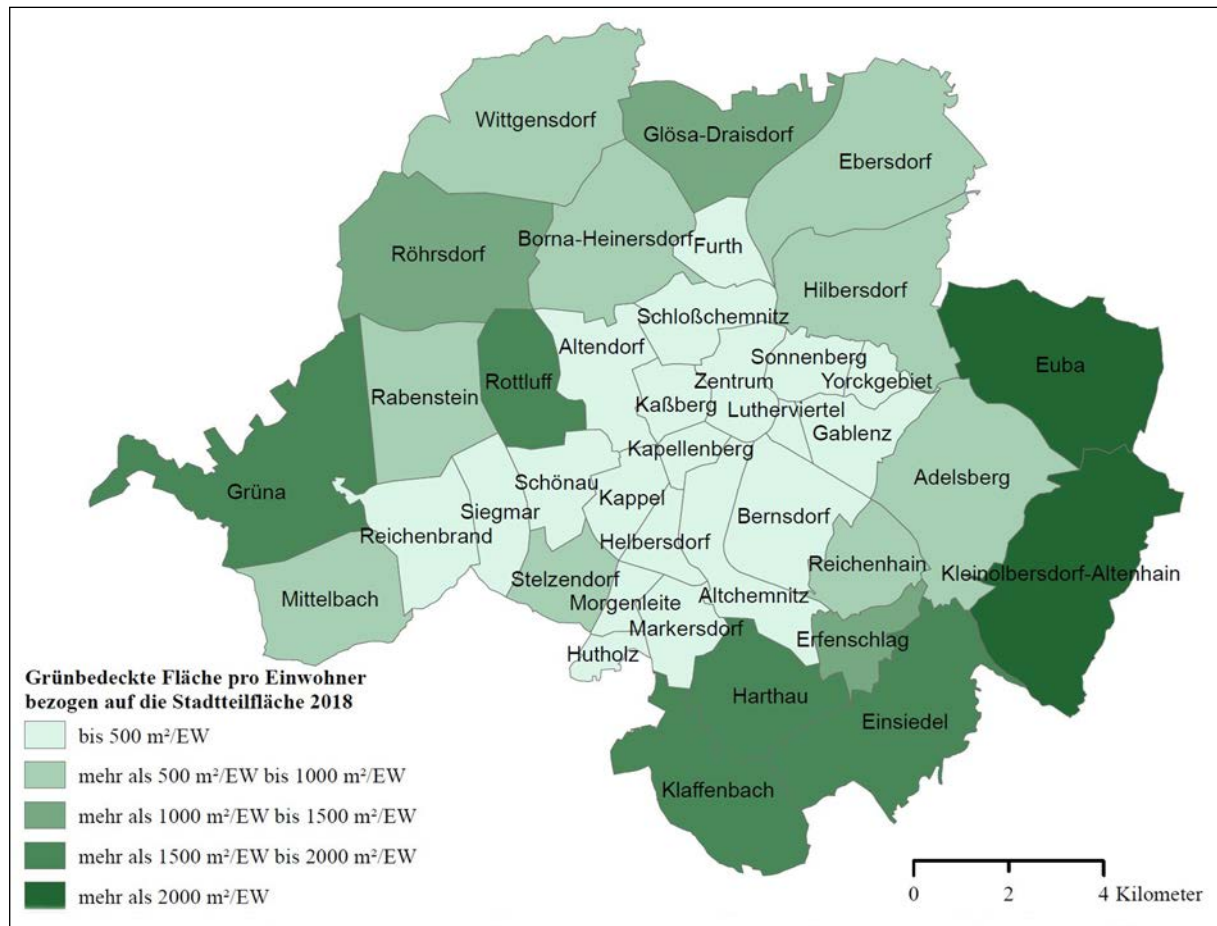 Wittgensdorf
Glösa-Draisdorf
Ebersdorf
Röhrsdorf
Borna-Heinersdorf
Furth
Hilbersdorf
Schloßchemnitz
Altendorf
Sonnenberg
Euba
Rottluff
Zentrum
Yorckgebiet
Rabenstein
Kaßberg
Lutherviertel
Gablenz
Kapellenberg
Adelsberg
Grüna
Schönau
Kappel
Siegmar
Bernsdorf
Reichenbrand
Helbersdorf
Reichenhain
Kleinolbersdorf-Altenhain
Stelzendorf
Mittelbach
Morgenleite
Altchemnitz
Markersdorf
Erfenschlag
Hutholz
Harthau
Einsiedel
Klaffenbach
Grünbedeckte Fläche pro Einwohner
bezogen auf die Stadtteilfläche 2018
bis 500 m²/EW
mehr als 500 m²/EW bis 1000 m²/EW
mehr als 1000 m²/EW bis 1500 m²/EW
mehr als 1500 m²/EW bis 2000 m²/EW
mehr als 2000 m²/EW
0 2 4 Kilometer